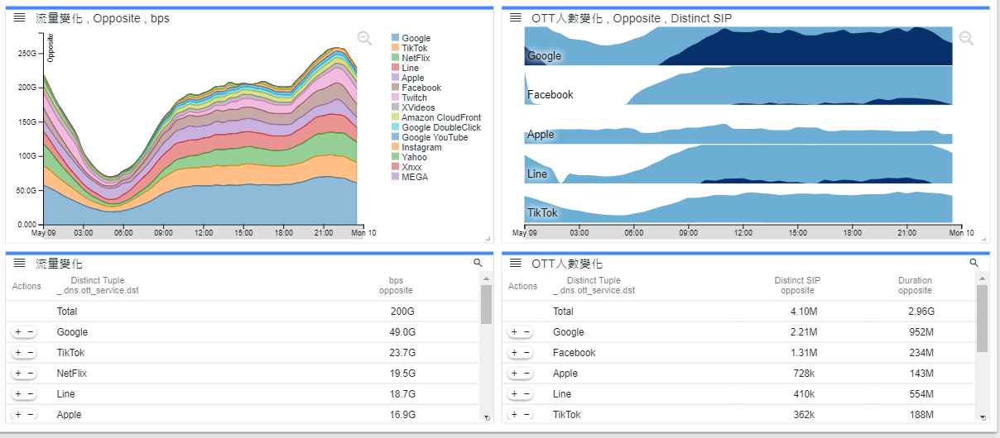 流量變化 , Opposite , bps
Opposite
250G
200G
150G
100G
50.0G
0.000
May 09
03:00
06:00
09:00
12:00
15:00
18:00
21:00
Mon 10
Google
TikTok
NetFlix
Line
Apple
Facebook
Twitch
XVideos
Amazon CloudFront
Google DoubleClick
Google YouTube
Instagram
Yahoo
Xnxx
MEGA
OTT人數變化 , Opposite , Distinct SIP
Google
Facebook
Apple
Line
TikTok
May 09
03:00
06:00
09:00
12:00
15:00
18:00
21:00
Mon 10
流量變化
Actions
Distinct Tuple
_.dns.ott_service.dst
bps
opposite
Total 200G
+ − Google 49.0G
+ − TikTok 23.7G
+ − NetFlix 19.5G
+ − Line 18.7G
+ − Apple 16.9G
OTT人數變化
Actions
Distinct Tuple
_.dns.ott_service.dst
Distinct SIP
opposite
Duration
opposite
Total 4.10M 2.96G
+ − Google 2.21M 952M
+ − Facebook 1.31M 234M
+ − Apple 728k 143M
+ − Line 410k 554M
+ − TikTok 362k 188M